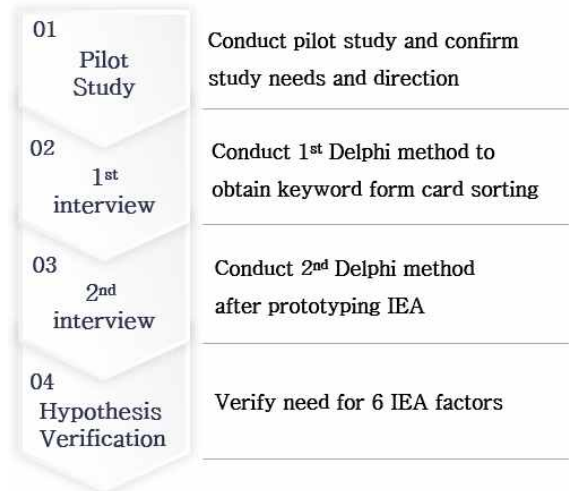 01
Pilot
Study
Conduct pilot study and confirm
study needs and direction
02
1st
interview
Conduct 1st Delphi method to
obtain keyword form card sorting
03
2nd
interview
Conduct 2nd Delphi method
after prototyping IEA
04
Hypothesis
Verification
Verify need for 6 IEA factors